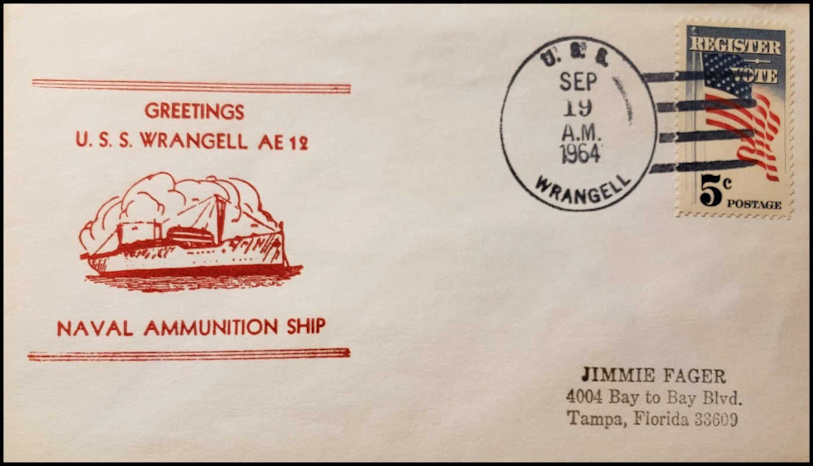 GREETINGS
U. S. S. WRANGELL AE 12
NAVAL AMMUNITION SHIP
U. S. S.
SEP
19
A.M.
1964
WRANGELL
REGISTER
VOTE
5c
POSTAGE
JIMMIE FAGER
4004 Bay to Bay Blvd.
Tampa, Florida 33609